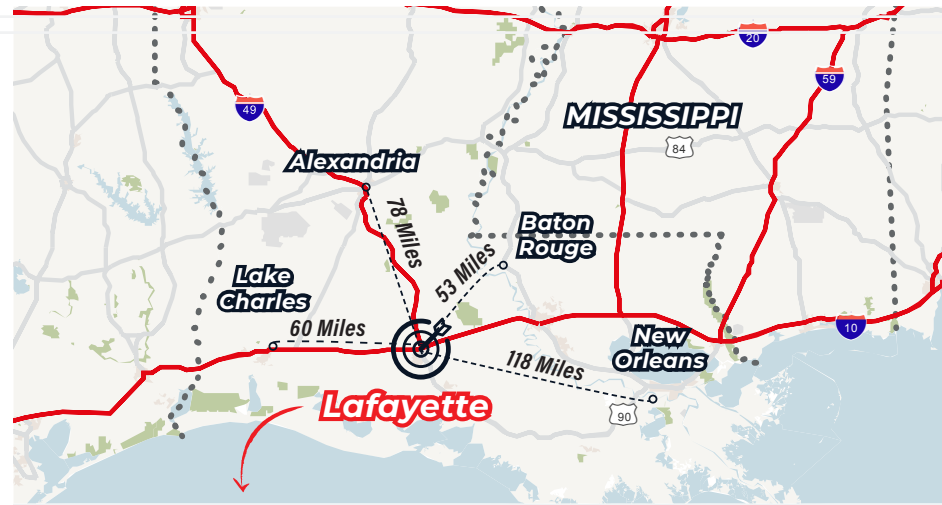 20
59
49
MISSISSIPPI
84
Alexandria
78 Miles
Baton
Rouge
53 Miles
Lake
Charles
60 Miles
10
New
Orleans
118 Miles
Lafayette
90